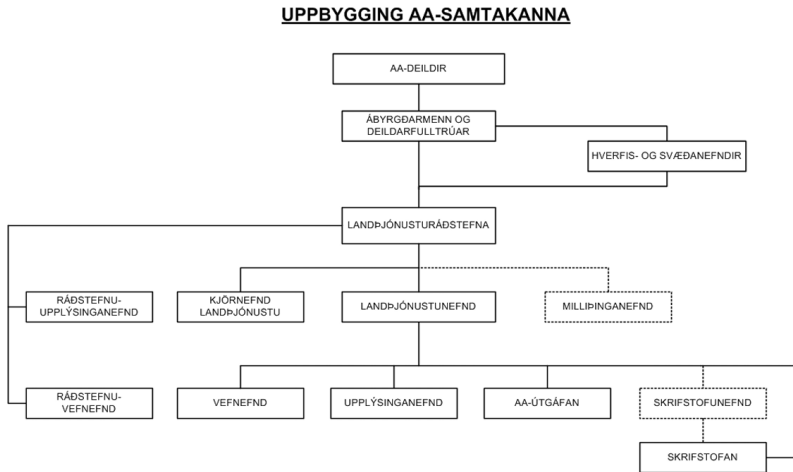 UPPBYGGING AA-SAMTAKANNA
AA-DEILDIR
ÁBYRGÐARMENN OG
DEILDARFULLTRÚAR
HVERFIS- OG SVÆÐANEFNDIR
LANDÞJÓNUSTURÁÐSTEFNA
RÁÐSTEFNU-
UPPLÝSINGANEFND
KJÖRNEFND
LANDÞJÓNUSTU
LANDÞJÓNUSTUNEFND
MILLIÞINGANEFND
RÁÐSTEFNU-
VEFNEFND
VEFNEFND
UPPLÝSINGANEFND
AA-ÚTGÁFAN
SKRIFSTOFUNEFND
SKRIFSTOFAN